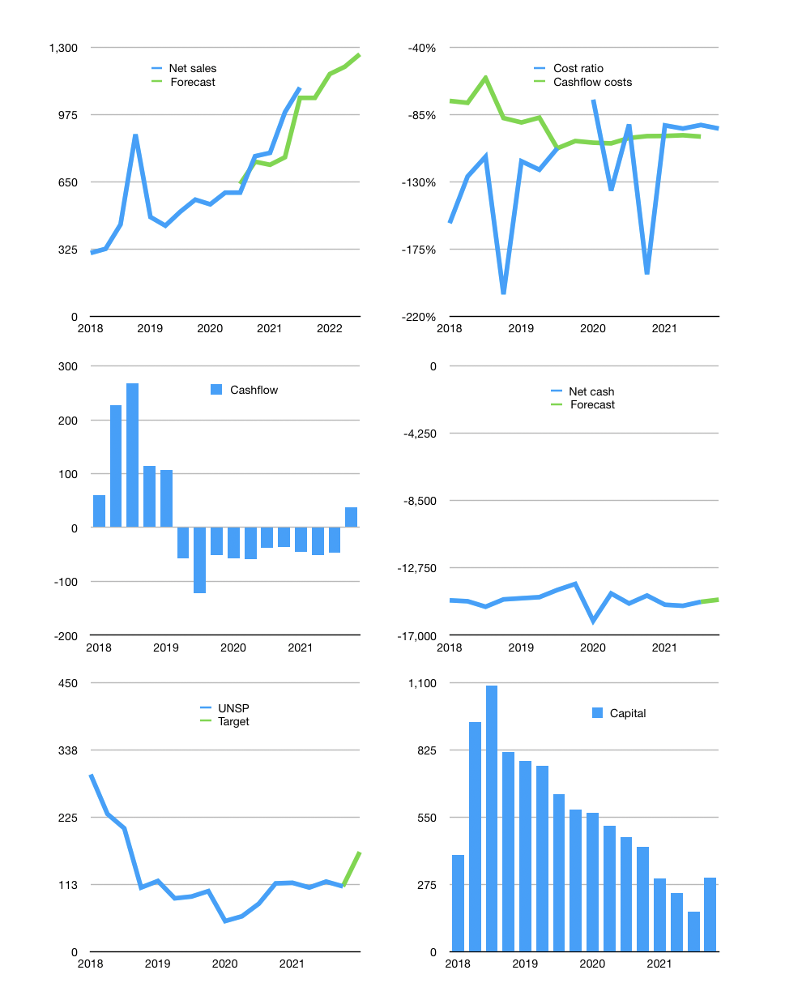 1,300
Net sales
Forecast
975
650
325
0
2018 2019 2020 2021 2022
-40%
Cost ratio
Cashflow costs
-85%
-130%
-175%
-220%
2018 2019 2020 2021
300
Cashflow
200
100
0
-100
-200
2018 2019 2020 2021
0
Net cash
Forecast
-4,250
-8,500
-12,750
-17,000
2018 2019 2020 2021
450
UNSP
Target
338
225
113
0
2018 2019 2020 2021
1,100
Capital
825
550
275
0
2018 2019 2020 2021